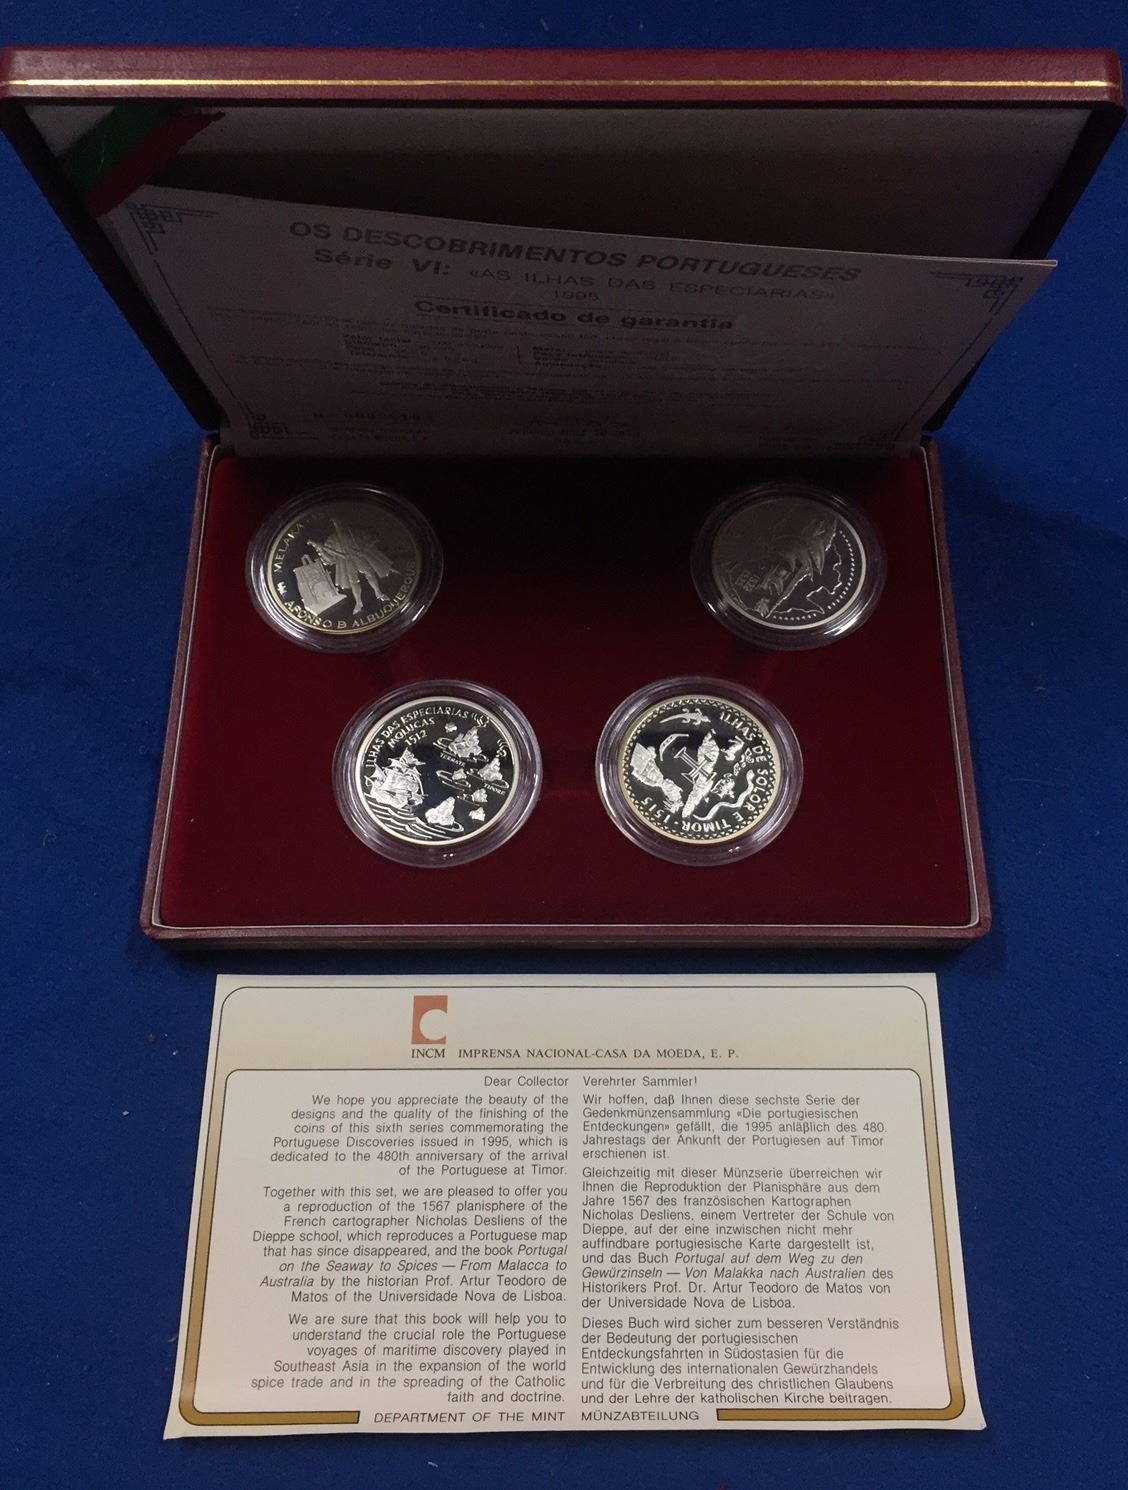 OS DESCOBRIMENTOS PORTUGUESES
Série VI: «AS ILHAS DAS ESPECIARIAS»
1995
Certificado de garantia
MELAKA
AFONSO D ALBUQUERQUE
ILHAS DAS ESPECIARIAS
MOLUCAS
1512
TERNATE
TIDORE
ILHAS DE SOLOR E TIMOR · 1515
INCM IMPRENSA NACIONAL-CASA DA MOEDA, E. P.
Dear Collector
We hope you appreciate the beauty of the
designs and the quality of the finishing of the
coins of this sixth series commemorating the
Portuguese Discoveries issued in 1995, which is
dedicated to the 480th anniversary of the arrival
of the Portuguese at Timor.
Together with this set, we are pleased to offer you
a reproduction of the 1567 planisphere of the
French cartographer Nicholas Desliens of the
Dieppe school, which reproduces a Portuguese map
that has since disappeared, and the book Portugal
on the Seaway to Spices — From Malacca to
Australia by the historian Prof. Artur Teodoro de
Matos of the Universidade Nova de Lisboa.
We are sure that this book will help you to
understand the crucial role the Portuguese
voyages of maritime discovery played in
Southeast Asia in the expansion of the world
spice trade and in the spreading of the Catholic
faith and doctrine.
DEPARTMENT OF THE MINT
Verehrter Sammler!
Wir hoffen, daβ Ihnen diese sechste Serie der
Gedenkmünzensammlung «Die portugiesischen
Entdeckungen» gefällt, die 1995 anläβlich des 480.
Jahrestags der Ankunft der Portugiesen auf Timor
erschienen ist.
Gleichzeitig mit dieser Münzserie überreichen wir
Ihnen die Reproduktion der Planisphäre aus dem
Jahre 1567 des französischen Kartographen
Nicholas Desliens, einem Vertreter der Schule von
Dieppe, auf der eine inzwischen nicht mehr
auffindbare portugiesische Karte dargestellt ist,
und das Buch Portugal auf dem Weg zu den
Gewürzinseln — Von Malakka nach Australien des
Historikers Prof. Dr. Artur Teodoro de Matos von
der Universidade Nova de Lisboa.
Dieses Buch wird sicher zum besseren Verständnis
der Bedeutung der portugiesischen
Entdeckungsfahrten in Südostasien für die
Entwicklung des internationalen Gewürzhandels
und für die Verbreitung des christlichen Glaubens
und der Lehre der katholischen Kirche beitragen.
MÜNZABTEILUNG